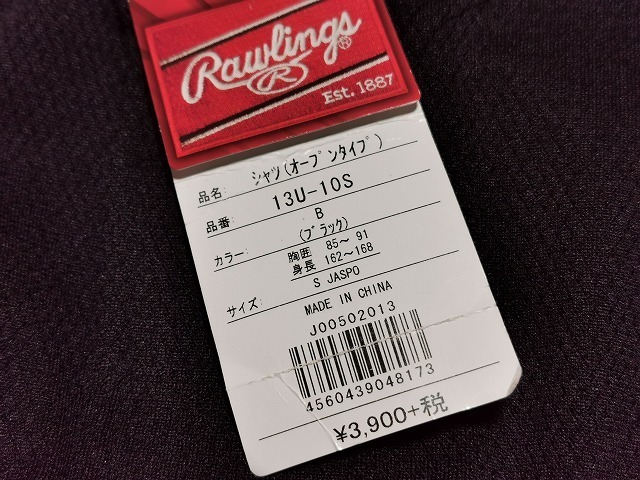 Rawlings®
R
Est. 1887
品名: シャツ(オープンタイプ)
品番: 13U-10S
カラー: B
(ブラック)
胸囲 85～ 91
身長 162～168
サイズ: S JASPO
MADE IN CHINA
J00502013
4560439048173
¥3,900+税